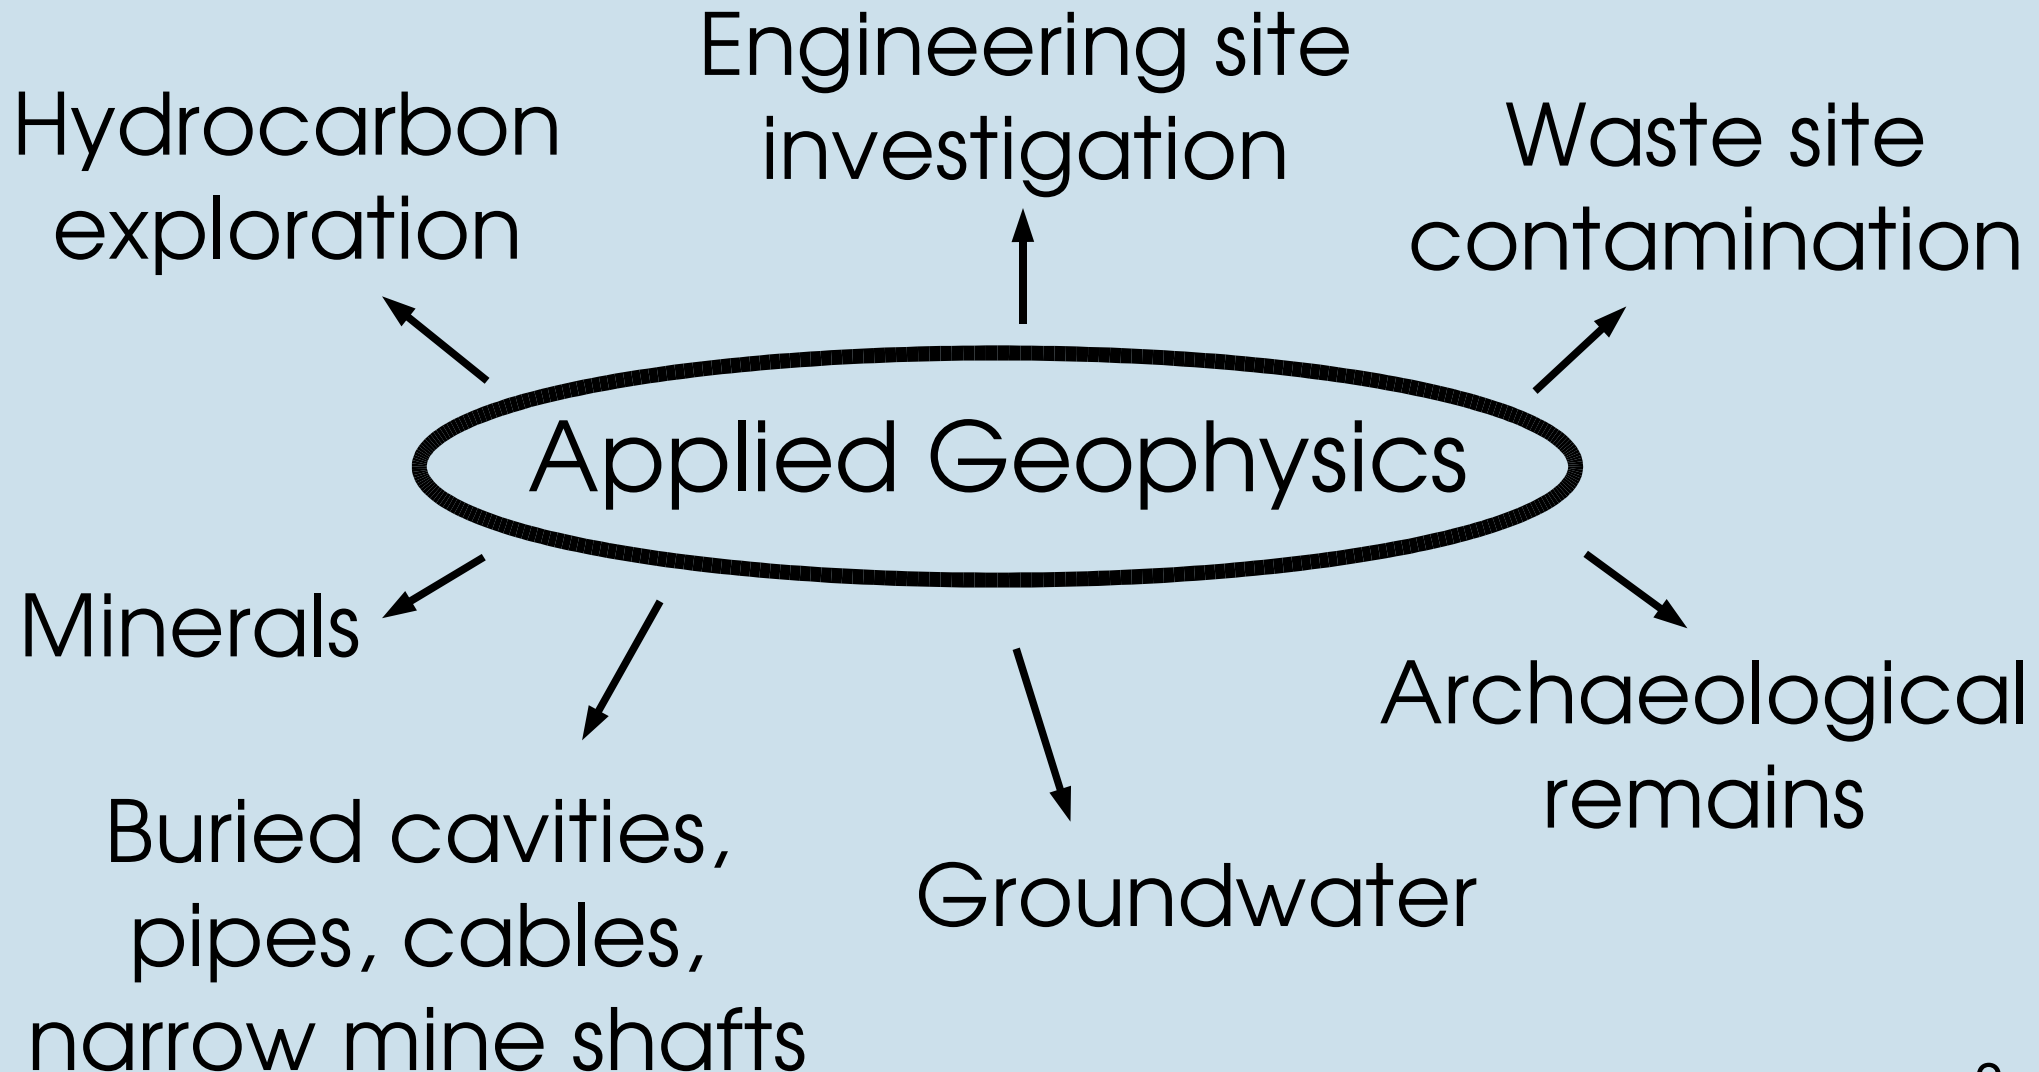 Engineering site
investigation
Hydrocarbon
exploration
Waste site
contamination
Applied Geophysics
Minerals
Archaeological
remains
Buried cavities,
pipes, cables,
narrow mine shafts
Groundwater